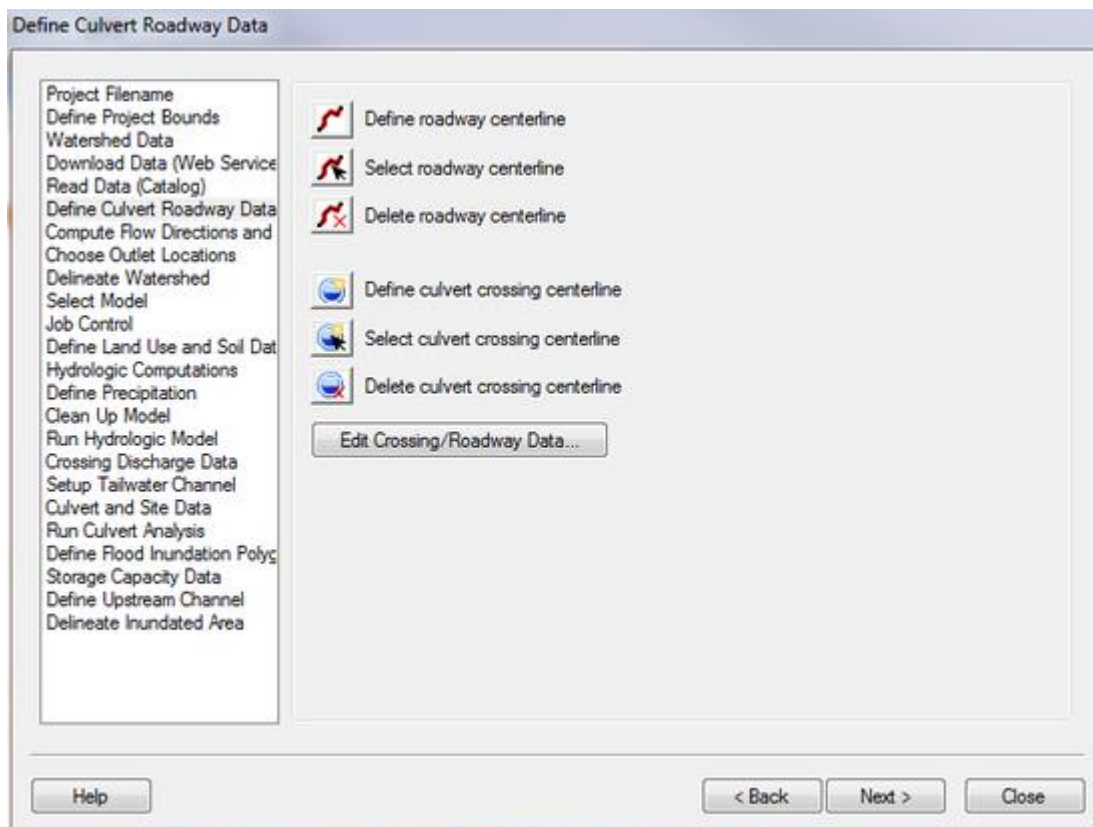 Define Culvert Roadway Data
Project Filename
Define Project Bounds
Watershed Data
Download Data (Web Service
Read Data (Catalog)
Define Culvert Roadway Data
Compute Flow Directions and
Choose Outlet Locations
Delineate Watershed
Select Model
Job Control
Define Land Use and Soil Dat
Hydrologic Computations
Define Precipitation
Clean Up Model
Run Hydrologic Model
Crossing Discharge Data
Setup Tailwater Channel
Culvert and Site Data
Run Culvert Analysis
Define Flood Inundation Polyg
Storage Capacity Data
Define Upstream Channel
Delineate Inundated Area
Define roadway centerline
Select roadway centerline
Delete roadway centerline
Define culvert crossing centerline
Select culvert crossing centerline
Delete culvert crossing centerline
Edit Crossing/Roadway Data...
Help
< Back
Next >
Close